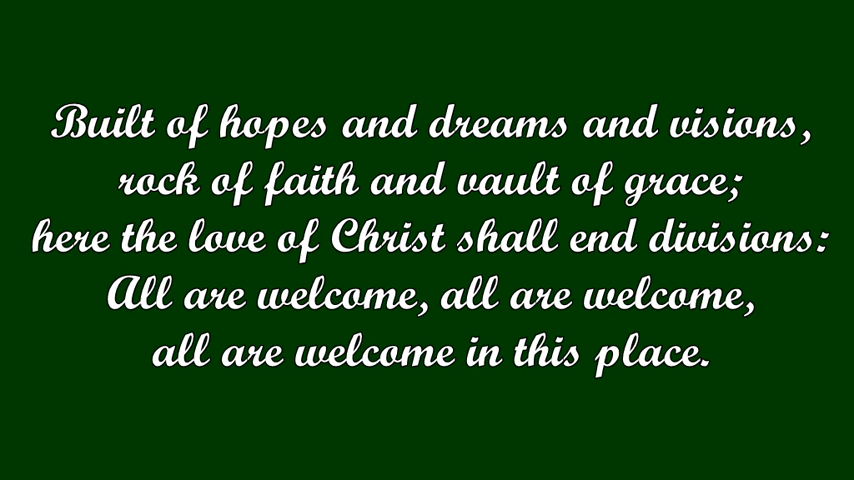 Built of hopes and dreams and visions,
rock of faith and vault of grace;
here the love of Christ shall end divisions:
All are welcome, all are welcome,
all are welcome in this place.